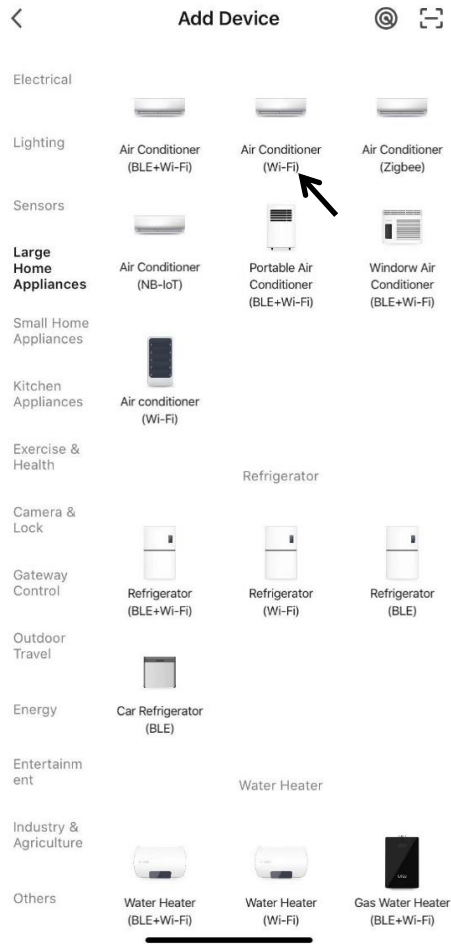 Add Device
Electrical
Lighting
Sensors
Large
Home
Appliances
Small Home
Appliances
Kitchen
Appliances
Exercise &
Health
Camera &
Lock
Gateway
Control
Outdoor
Travel
Energy
Entertainm
ent
Industry &
Agriculture
Others
Air Conditioner
(BLE+Wi-Fi)
Air Conditioner
(Wi-Fi)
Air Conditioner
(Zigbee)
Air Conditioner
(NB-IoT)
Portable Air
Conditioner
(BLE+Wi-Fi)
Windorw Air
Conditioner
(BLE+Wi-Fi)
Air conditioner
(Wi-Fi)
Refrigerator
Refrigerator
(BLE+Wi-Fi)
Refrigerator
(Wi-Fi)
Refrigerator
(BLE)
Car Refrigerator
(BLE)
Water Heater
Water Heater
(BLE+Wi-Fi)
Water Heater
(Wi-Fi)
Gas Water Heater
(BLE+Wi-Fi)